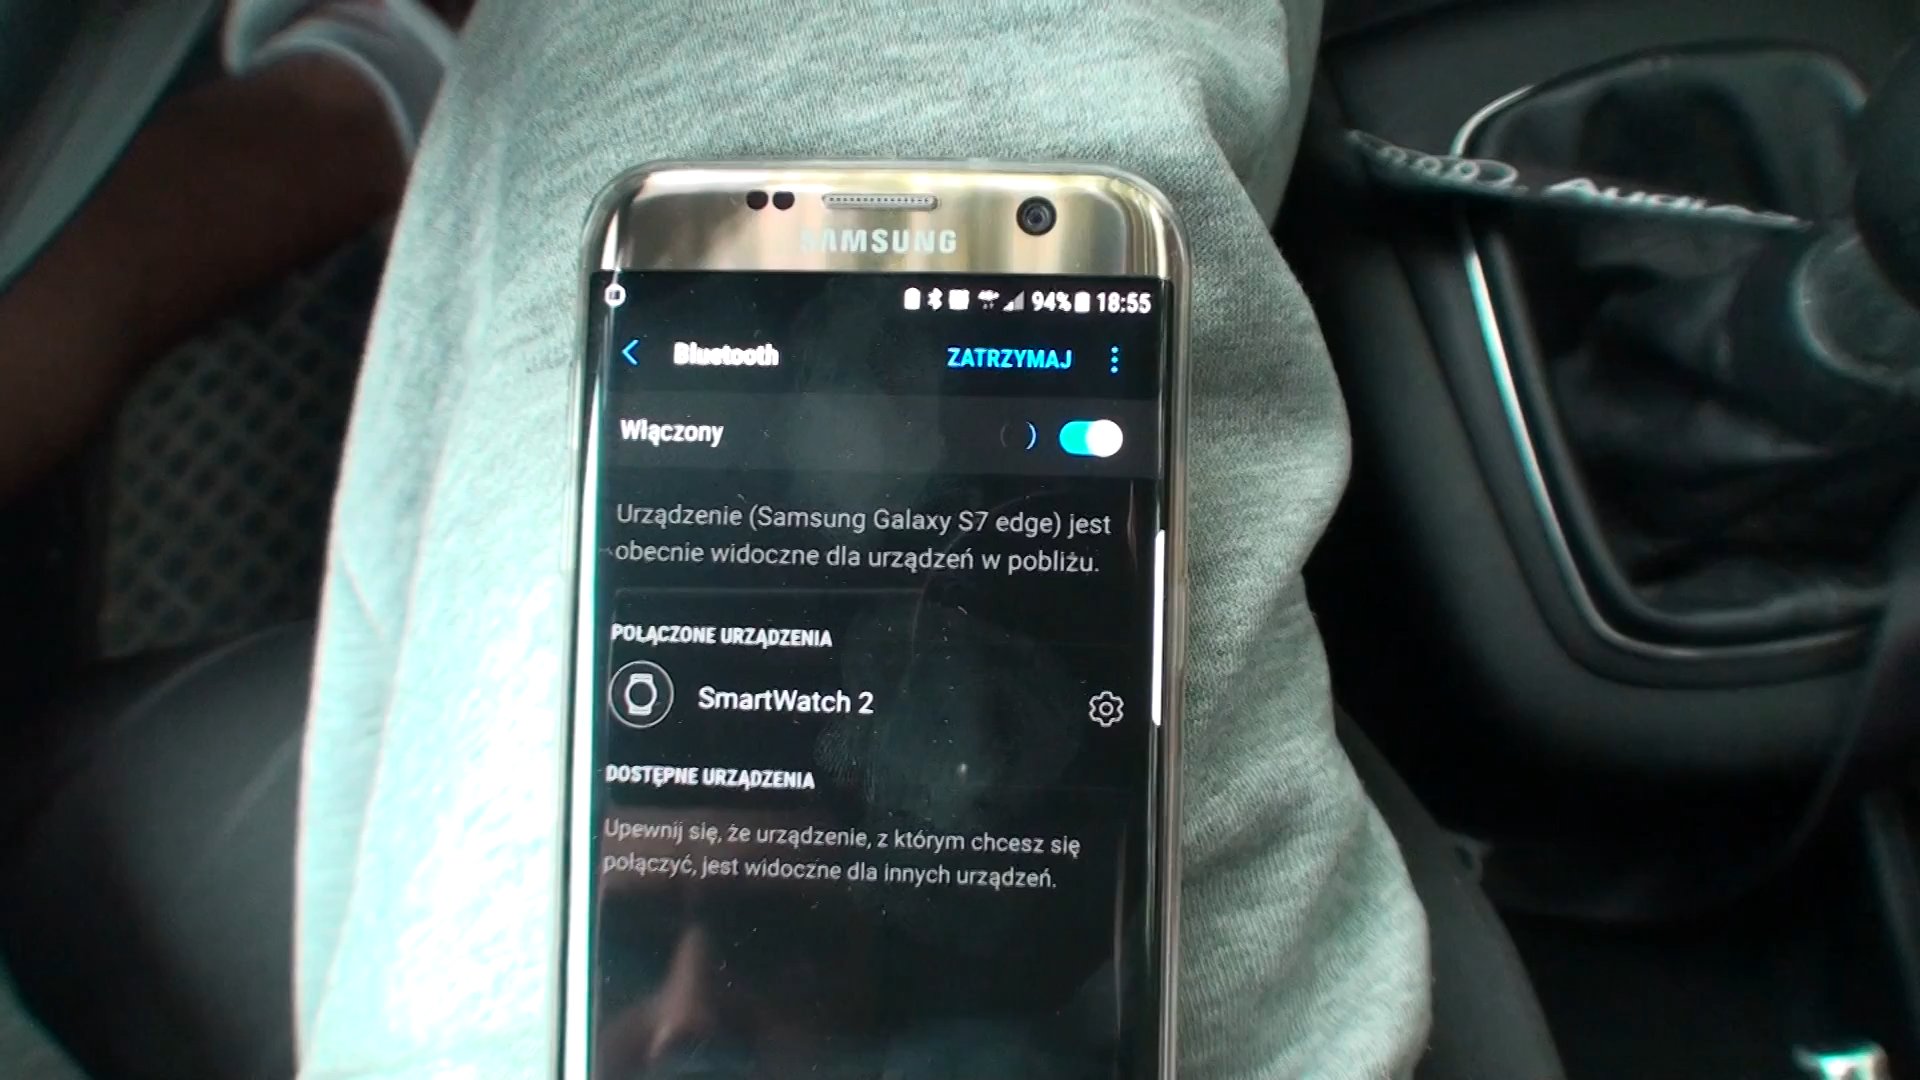 SAMSUNG
94% 18:55
Bluetooth ZATRZYMAJ
Włączony
Urządzenie (Samsung Galaxy S7 edge) jest
obecnie widoczne dla urządzeń w pobliżu.
POŁĄCZONE URZĄDZENIA
SmartWatch 2
DOSTĘPNE URZĄDZENIA
Upewnij się, że urządzenie, z którym chcesz się
połączyć, jest widoczne dla innych urządzeń.